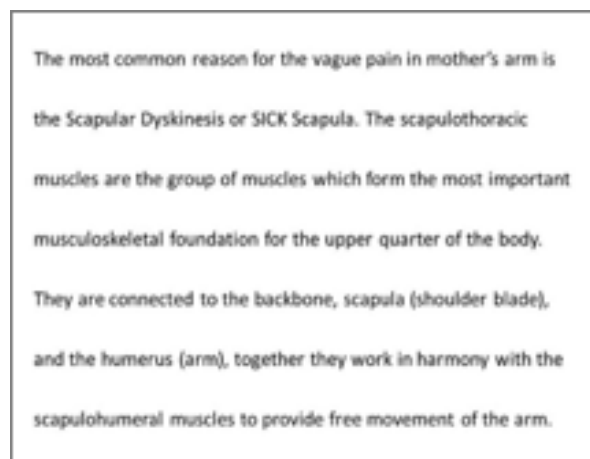 The most common reason for the vague pain in mother's arm is
the Scapular Dyskinesis or SICK Scapula. The scapulothoracic
muscles are the group of muscles which form the most important
musculoskeletal foundation for the upper quarter of the body.
They are connected to the backbone, scapula (shoulder blade),
and the humerus (arm), together they work in harmony with the
scapulohumeral muscles to provide free movement of the arm.